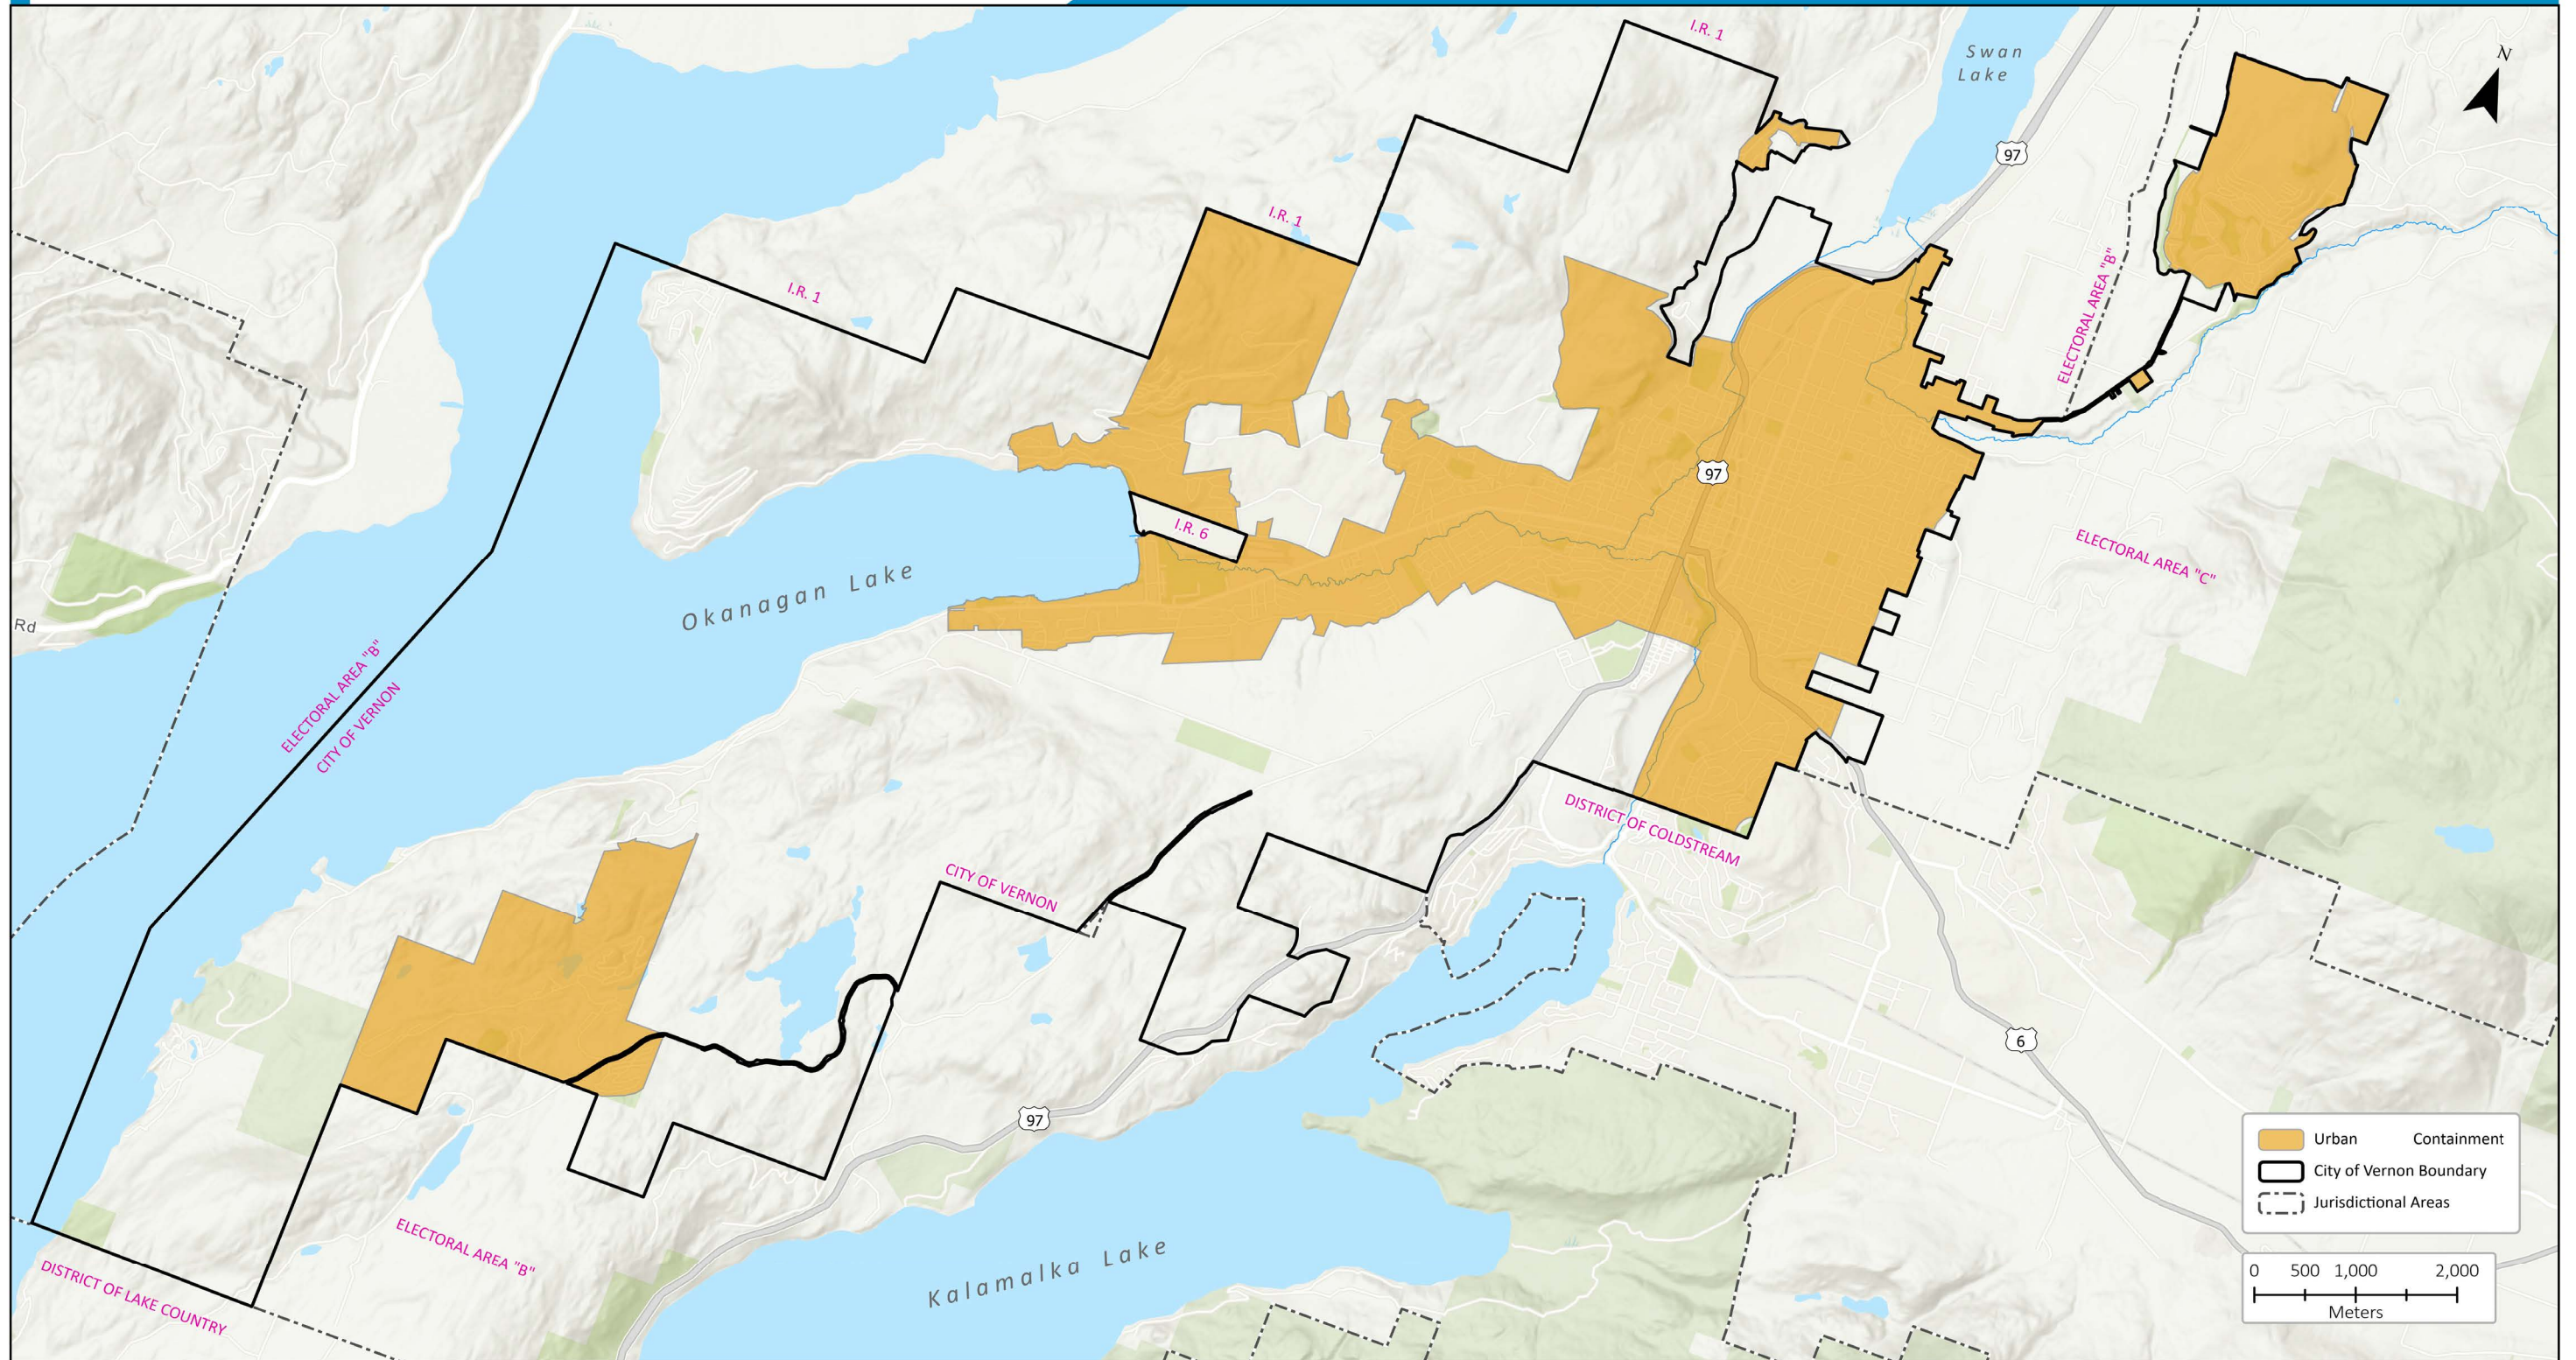 I.R. 1
Swan
Lake
N
97
I.R. 1
I.R. 1
ELECTORAL AREA "B"
97
I.R. 6
ELECTORAL AREA "C"
Okanagan Lake
Rd
ELECTORAL AREA "B"
CITY OF VERNON
DISTRICT OF COLDSTREAM
CITY OF VERNON
6
97
Urban Containment
City of Vernon Boundary
Jurisdictional Areas
ELECTORAL AREA "B"
Kalamalka Lake
DISTRICT OF LAKE COUNTRY
0 500 1,000 2,000
Meters